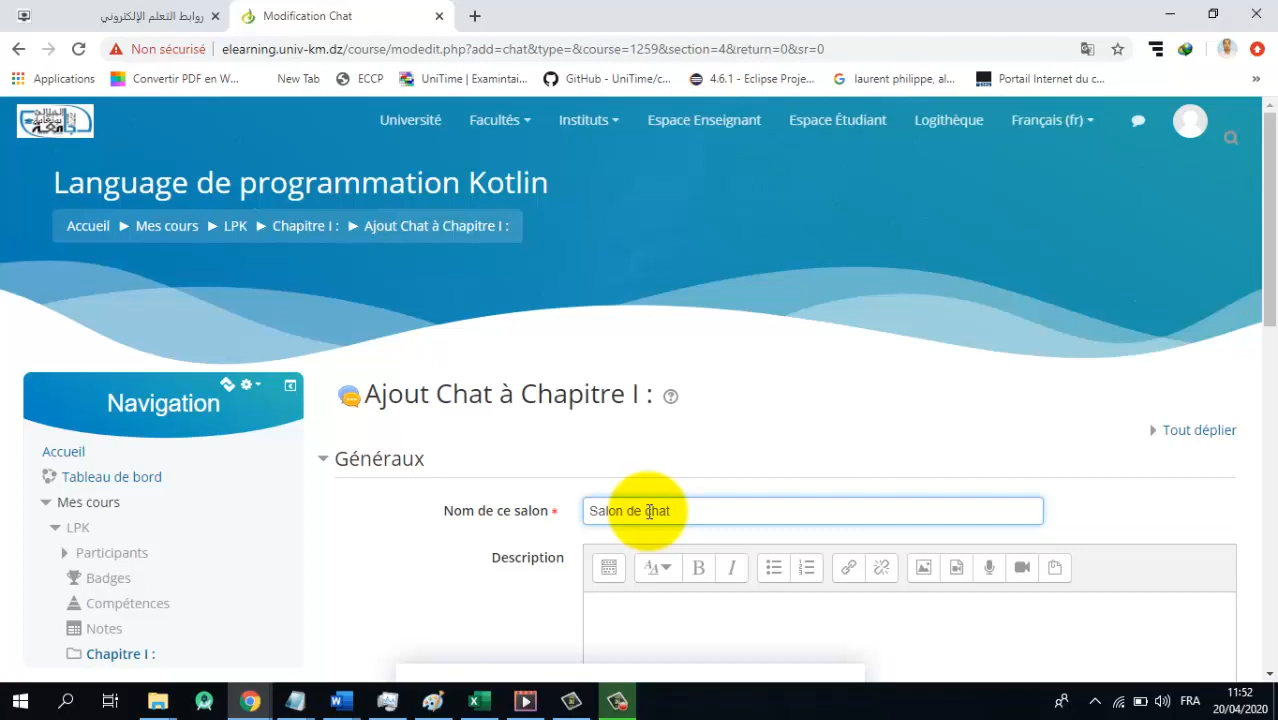 روابط التعلم الإلكتروني
Modification Chat
Non sécurisé
elearning.univ-km.dz/course/modedit.php?add=chat&type=&course=1259&section=4&return=0&sr=0
Applications
Convertir PDF en W...
New Tab
ECCP
UniTime | Examintai...
GitHub - UniTime/c...
4.6.1 - Eclipse Proje...
laurent philippe, al...
Portail Internet du c...
»
Université
Facultés
Instituts
Espace Enseignant
Espace Étudiant
Logithèque
Français (fr)
Language de programmation Kotlin
Accueil ► Mes cours ► LPK ► Chapitre I : ► Ajout Chat à Chapitre I :
Navigation
Accueil
Tableau de bord
Mes cours
LPK
Participants
Badges
Compétences
Notes
Chapitre I :
Ajout Chat à Chapitre I :
Tout déplier
Généraux
Nom de ce salon
Salon de chat
Description
B I
FRA
11:52
20/04/2020